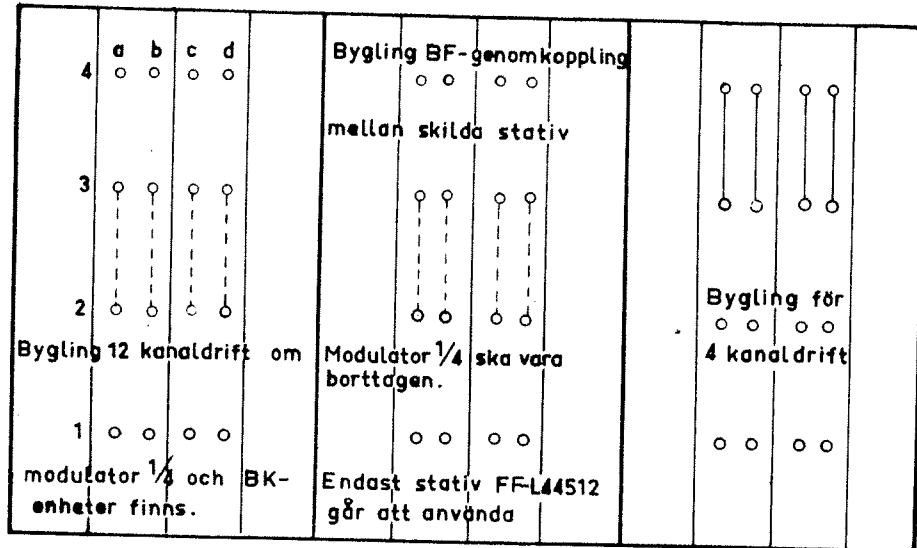 a b c d
4
3
2
Bygling 12 kanaldrift om
1
modulator 1/4 och BK-
enheter finns.
Bygling BF-genomkoppling
mellan skilda stativ
Modulator 1/4 ska vara
borttagen.
Endast stativ FF-L44512
går att använda
Bygling för
4 kanaldrift